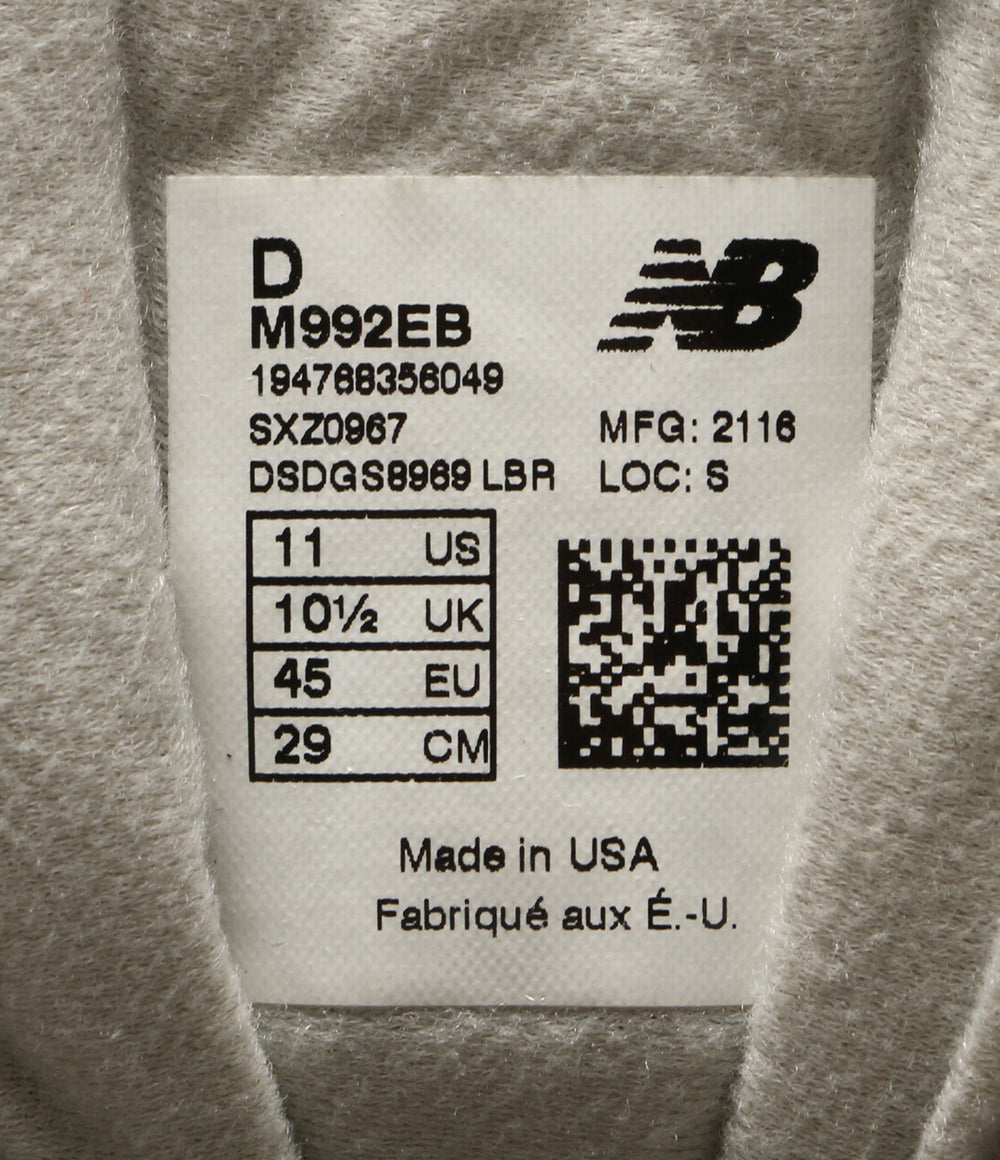 D
M992EB
194768356049
SXZ0967
MFG: 2116
DSDGS8969 LBR
LOC: S
11 US
10½ UK
45 EU
29 CM
NB
Made in USA
Fabriqué aux É.-U.